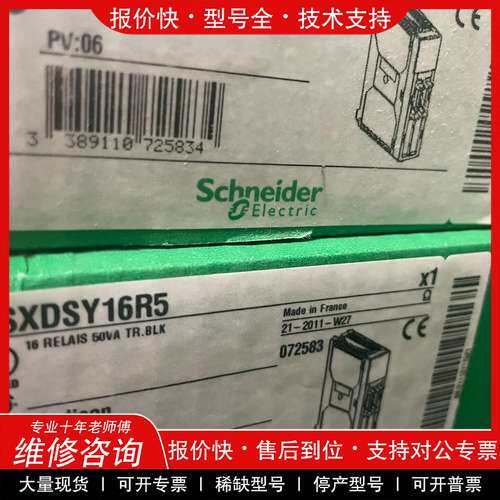 报价快·型号全·技术支持
PV:06
3 389110 725834
Schneider
Electric
SXDSY16R5
16 RELAIS 50VA TR.BLK
x1
Made in France
21-2011-W27
072583
专业十年老师傅
维修咨询
报价快·售后到位·支持对公专票
大量现货 | 可开专票 | 稀缺型号 | 停产型号 | 可开普票